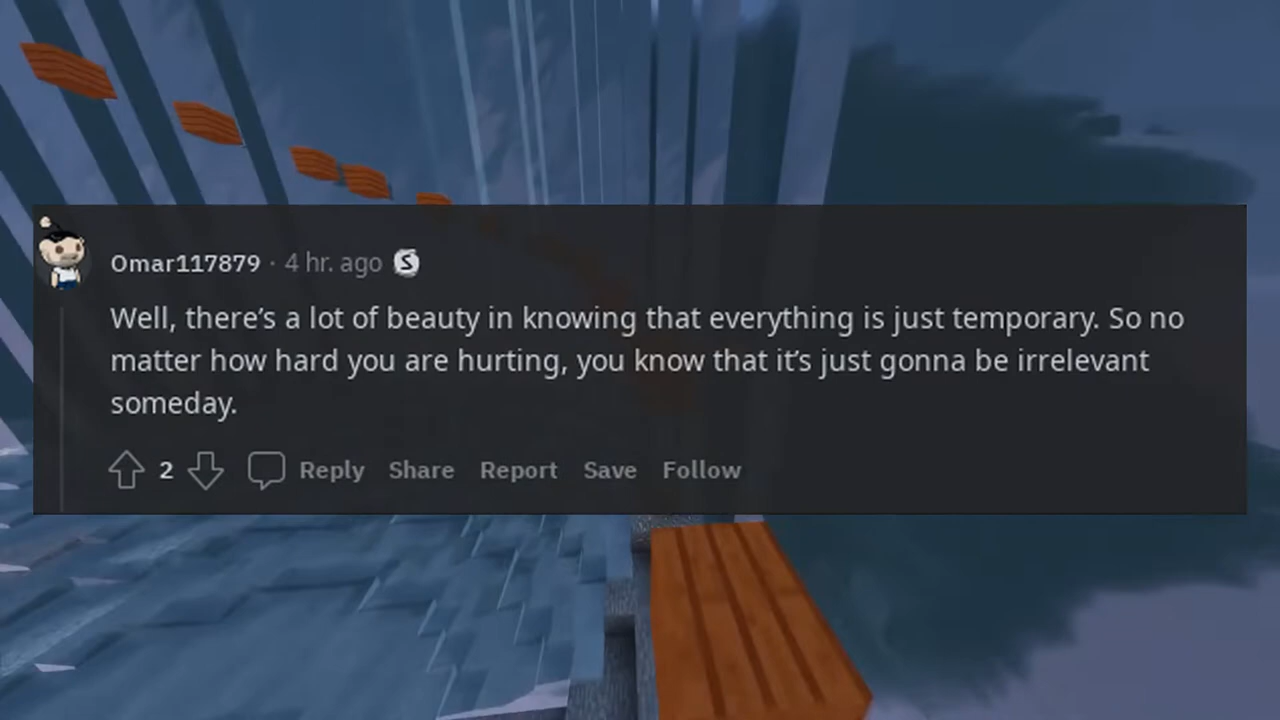 Omar117879 · 4 hr. ago S
Well, there’s a lot of beauty in knowing that everything is just temporary. So no
matter how hard you are hurting, you know that it’s just gonna be irrelevant
someday.
2 Reply Share Report Save Follow